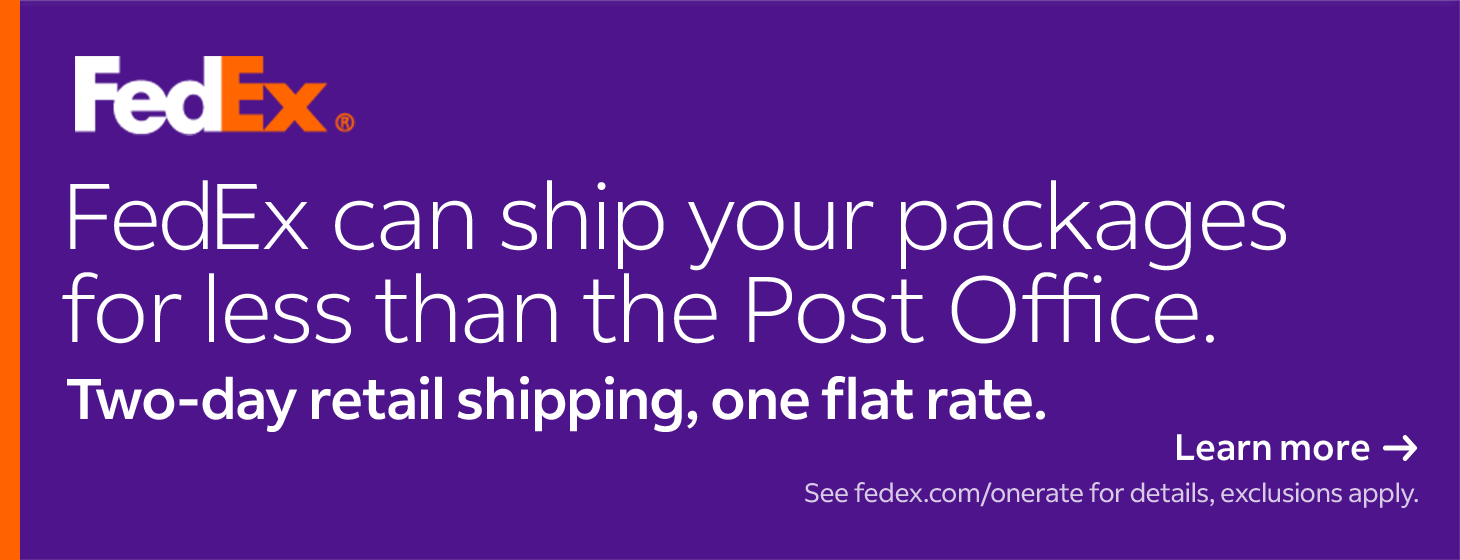 FedEx®
FedEx can ship your packages
for less than the Post Office.
Two-day retail shipping, one flat rate.
Learn more →
See fedex.com/onerate for details, exclusions apply.